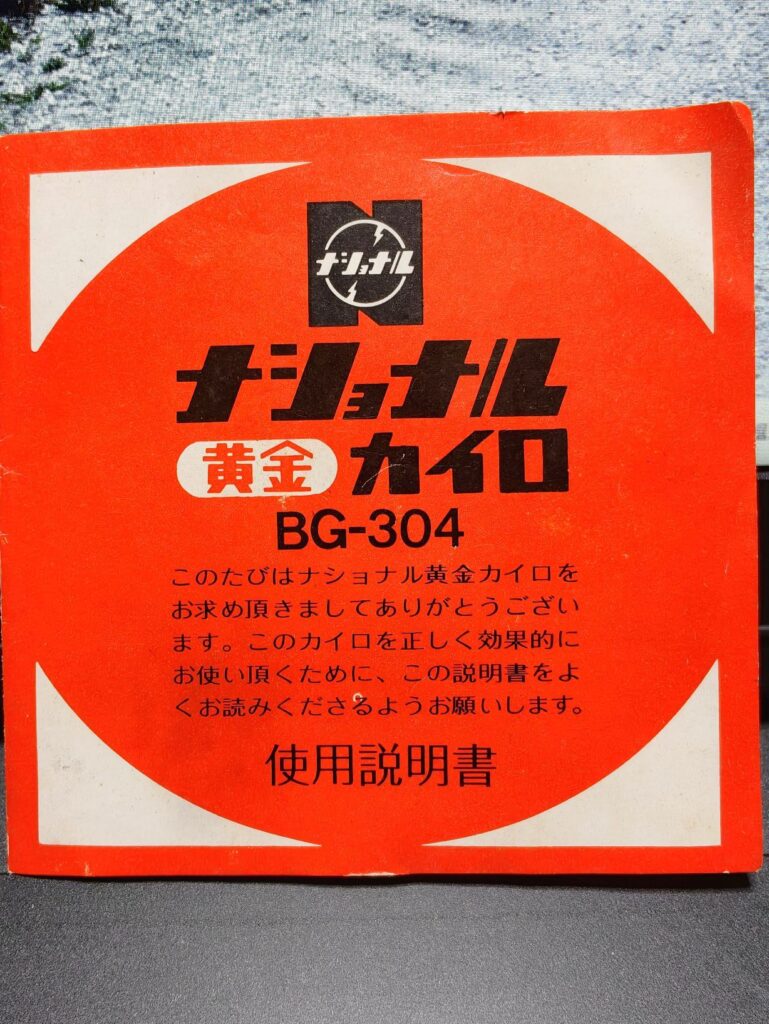 ナショナル
ナショナル
黄金カイロ
BG-304
このたびはナショナル黄金カイロを
お求め頂きましてありがとうござい
ます。このカイロを正しく効果的に
お使い頂くために、この説明書をよ
くお読みくださるようお願いします。
使用説明書